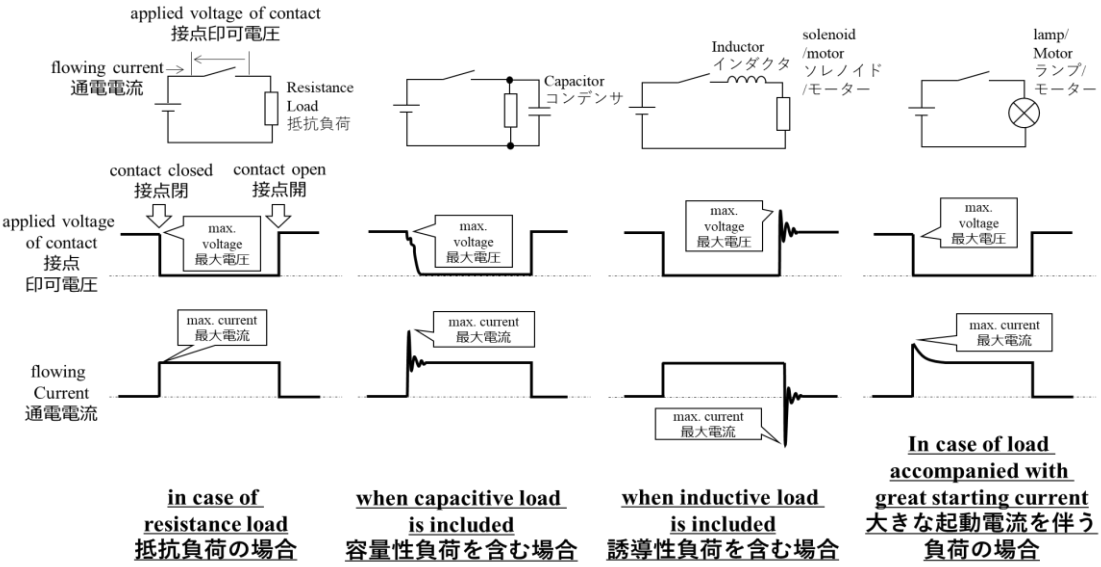 applied voltage of contact
接点印可電圧
flowing current
通電電流
Resistance
Load
抵抗負荷
Capacitor
コンデンサ
Inductor
インダクタ
solenoid
/motor
ソレノイド
/モーター
lamp/
Motor
ランプ/
モーター
contact closed
接点閉
contact open
接点開
applied voltage
of contact
接点
印可電圧
max.
voltage
最大電圧
max.
voltage
最大電圧
max.
voltage
最大電圧
max.
voltage
最大電圧
flowing
Current
通電電流
max. current
最大電流
max. current
最大電流
max. current
最大電流
max. current
最大電流
in case of
resistance load
抵抗負荷の場合
when capacitive load
is included
容量性負荷を含む場合
when inductive load
is included
誘導性負荷を含む場合
In case of load
accompanied with
great starting current
大きな起動電流を伴う
負荷の場合